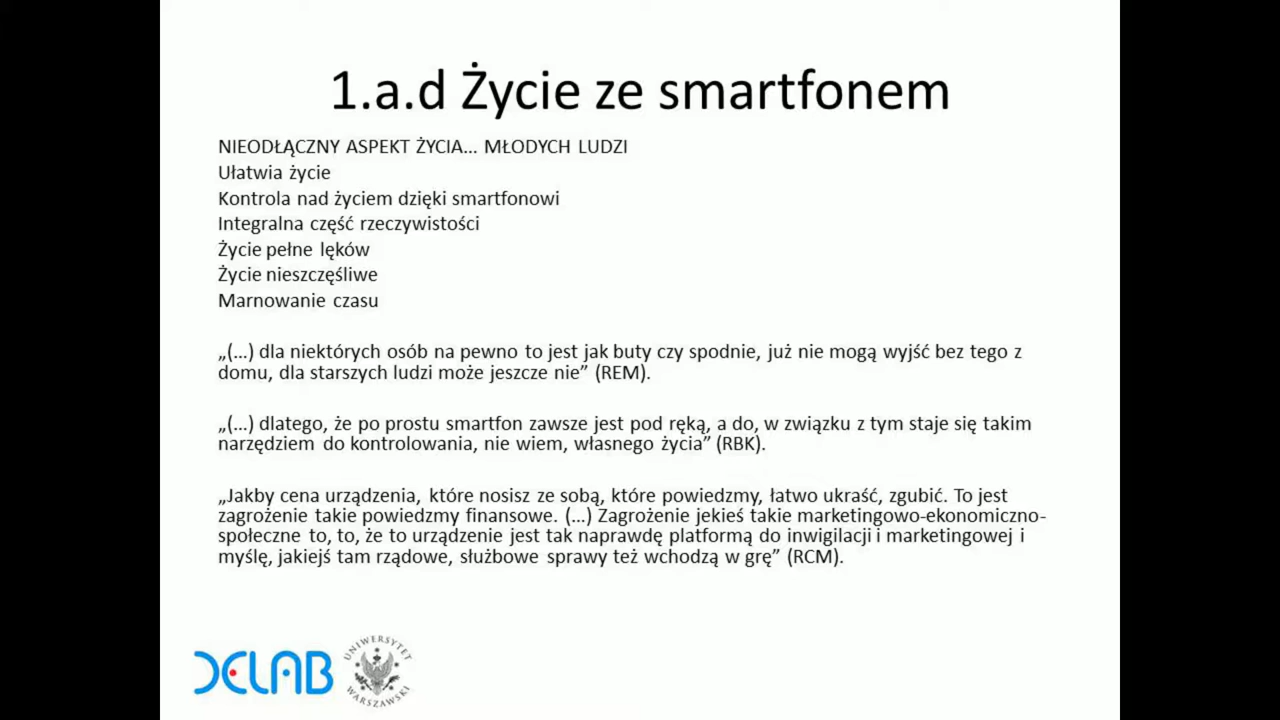 1.a.d Życie ze smartfonem
NIEODŁĄCZNY ASPEKT ŻYCIA... MŁODYCH LUDZI
Ułatwia życie
Kontrola nad życiem dzięki smartfonowi
Integralna część rzeczywistości
Życie pełne lęków
Życie nieszczęśliwe
Marnowanie czasu
„(...) dla niektórych osób na pewno to jest jak buty czy spodnie, już nie mogą wyjść bez tego z
domu, dla starszych ludzi może jeszcze nie” (REM).
„(...) dlatego, że po prostu smartfon zawsze jest pod ręką, a do, w związku z tym staje się takim
narzędziem do kontrolowania, nie wiem, własnego życia” (RBK).
„Jakby cena urządzenia, które nosisz ze sobą, które powiedzmy, łatwo ukraść, zgubić. To jest
zagrożenie takie powiedzmy finansowe. (...) Zagrożenie jekieś takie marketingowo-ekonomiczno-
społeczne to, to, że to urządzenie jest tak naprawdę platformą do inwigilacji i marketingowej i
myślę, jakiejś tam rządowe, służbowe sprawy też wchodzą w grę” (RCM).
DELAB
UNIWERSYTET
WARSZAWSKI